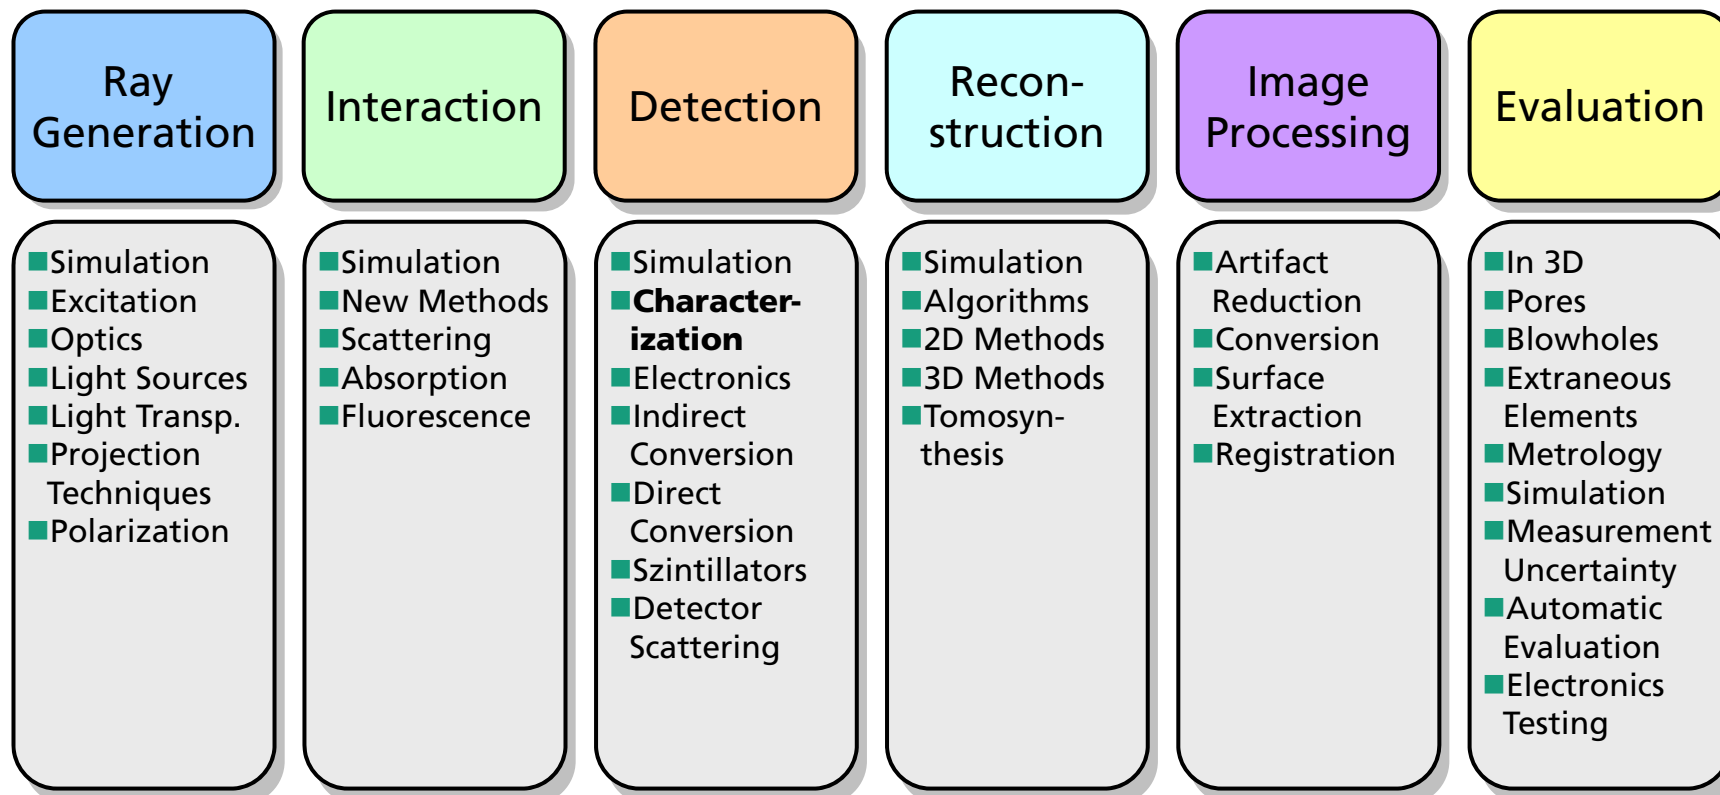 Ray
Generation
Interaction
Detection
Recon-
struction
Image
Processing
Evaluation
Simulation
Excitation
Optics
Light Sources
Light Transp.
Projection
Techniques
Polarization
Simulation
New Methods
Scattering
Absorption
Fluorescence
Simulation
Character-
ization
Electronics
Indirect
Conversion
Direct
Conversion
Szintillators
Detector
Scattering
Simulation
Algorithms
2D Methods
3D Methods
Tomosyn-
thesis
Artifact
Reduction
Conversion
Surface
Extraction
Registration
In 3D
Pores
Blowholes
Extraneous
Elements
Metrology
Simulation
Measurement
Uncertainty
Automatic
Evaluation
Electronics
Testing